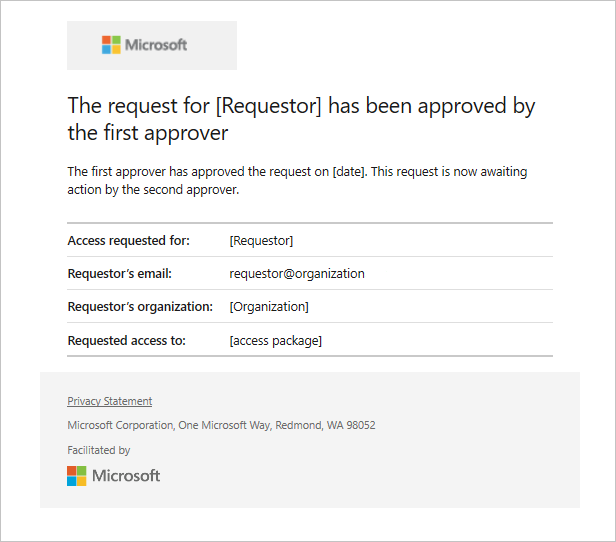 Microsoft
The request for [Requestor] has been approved by
the first approver
The first approver has approved the request on [date]. This request is now awaiting
action by the second approver.
Access requested for: [Requestor]
Requestor's email: requestor@organization
Requestor's organization: [Organization]
Requested access to: [access package]
Privacy Statement
Microsoft Corporation, One Microsoft Way, Redmond, WA 98052
Facilitated by
Microsoft